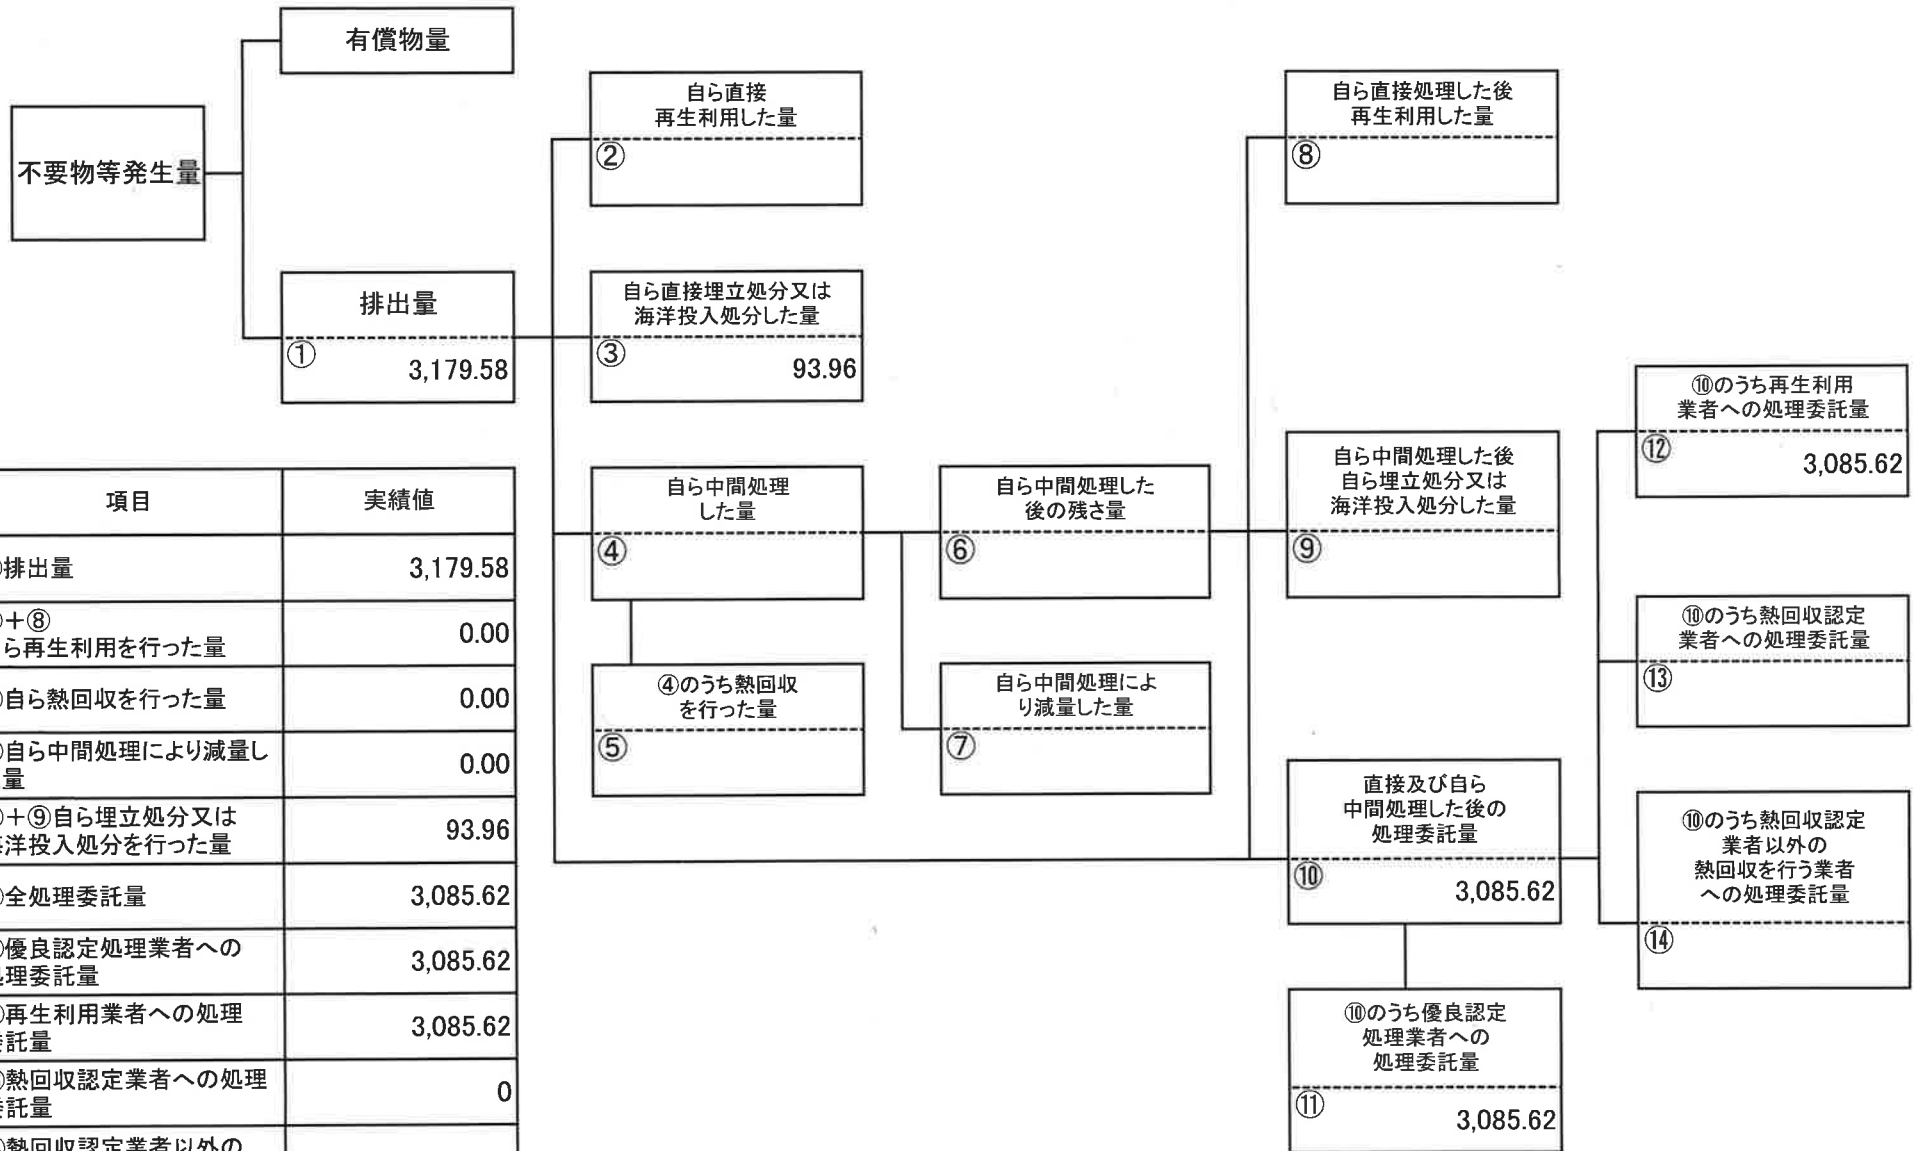 有償物量
不要物等発生量
排出量
①
3,179.58
自ら直接
再生利用した量
②
自ら直接埋立処分又は
海洋投入処分した量
③
93.96
自ら中間処理
した量
④
④のうち熱回収
を行った量
⑤
自ら中間処理した
後の残さ量
⑥
自ら中間処理によ
り減量した量
⑦
自ら直接処理した後
再生利用した量
⑧
自ら中間処理した後
自ら埋立処分又は
海洋投入処分した量
⑨
直接及び自ら
中間処理した後の
処理委託量
⑩
3,085.62
⑩のうち優良認定
処理業者への
処理委託量
⑪
3,085.62
⑩のうち再生利用
業者への処理委託量
⑫
3,085.62
⑩のうち熱回収認定
業者への処理委託量
⑬
⑩のうち熱回収認定
業者以外の
熱回収を行う業者
への処理委託量
⑭
項目 実績値
排出量 3,179.58
+⑧
ら再生利用を行った量 0.00
自ら熱回収を行った量 0.00
自ら中間処理により減量し
量 0.00
+⑨自ら埋立処分又は
洋投入処分を行った量 93.96
全処理委託量 3,085.62
優良認定処理業者への
理委託量 3,085.62
再生利用業者への処理
託量 3,085.62
熱回収認定業者への処理
託量 0
熱回収認定業者以外の